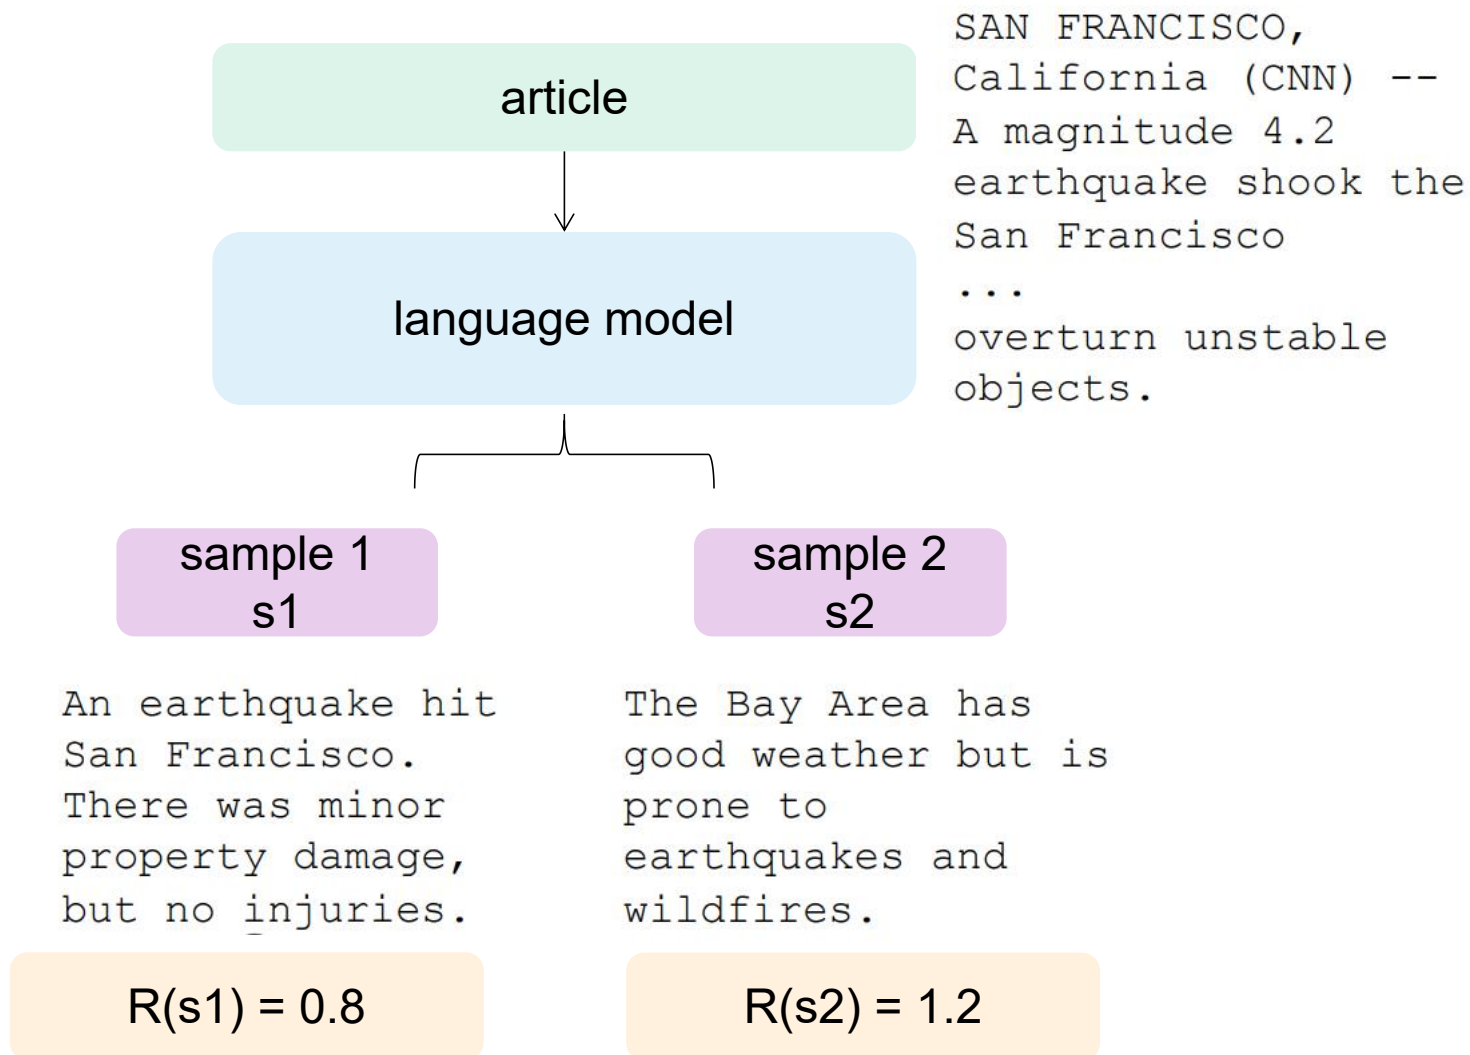 article
SAN FRANCISCO,
California (CNN) --
A magnitude 4.2
earthquake shook the
San Francisco
...
overturn unstable
objects.
language model
sample 1
s1
sample 2
s2
An earthquake hit
San Francisco.
There was minor
property damage,
but no injuries.
The Bay Area has
good weather but is
prone to
earthquakes and
wildfires.
R(s1) = 0.8
R(s2) = 1.2